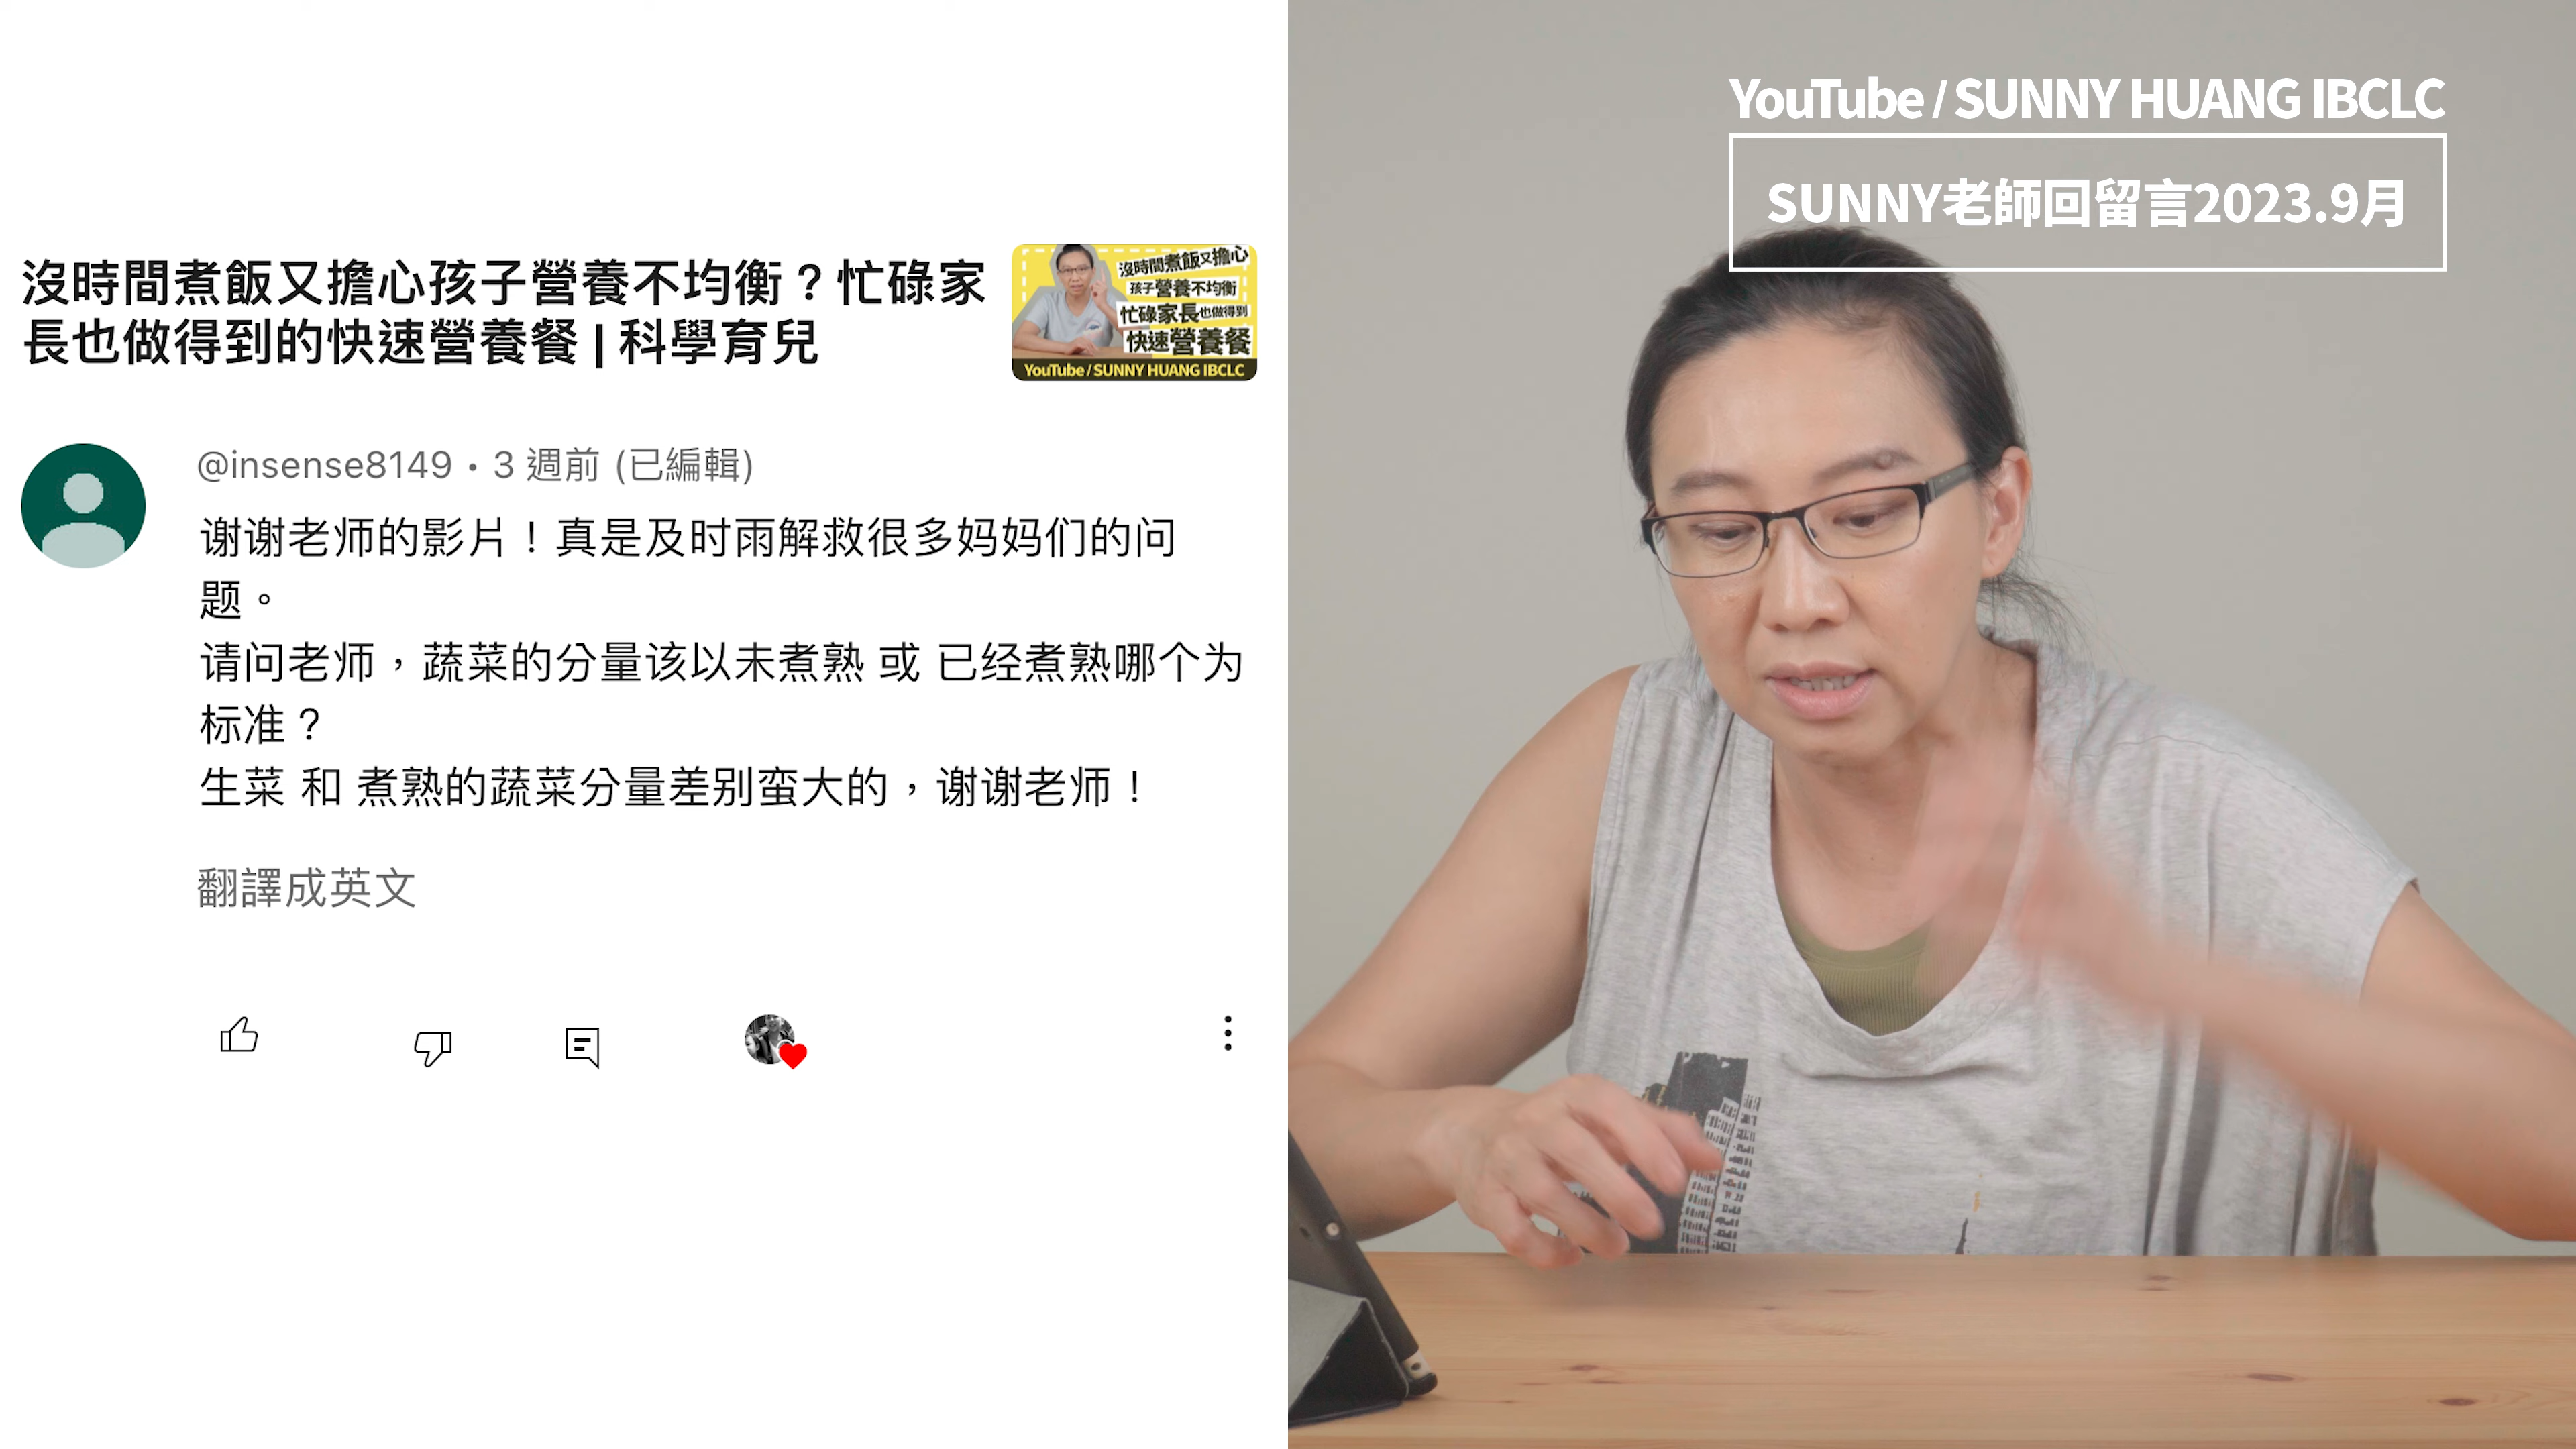 沒時間煮飯又擔心孩子營養不均衡？忙碌家
長也做得到的快速營養餐 | 科學育兒
沒時間煮飯又擔心
孩子營養不均衡
忙碌家長也做得到
快速營養餐
YouTube / SUNNY HUANG IBCLC
@insense8149 • 3 週前 (已編輯)
谢谢老师的影片！真是及时雨解救很多妈妈们的问
题。
请问老师，蔬菜的分量该以未煮熟 或 已经煮熟哪个为
标准？
生菜 和 煮熟的蔬菜分量差别蛮大的，谢谢老师！
翻譯成英文
YouTube / SUNNY HUANG IBCLC
SUNNY老師回留言2023.9月